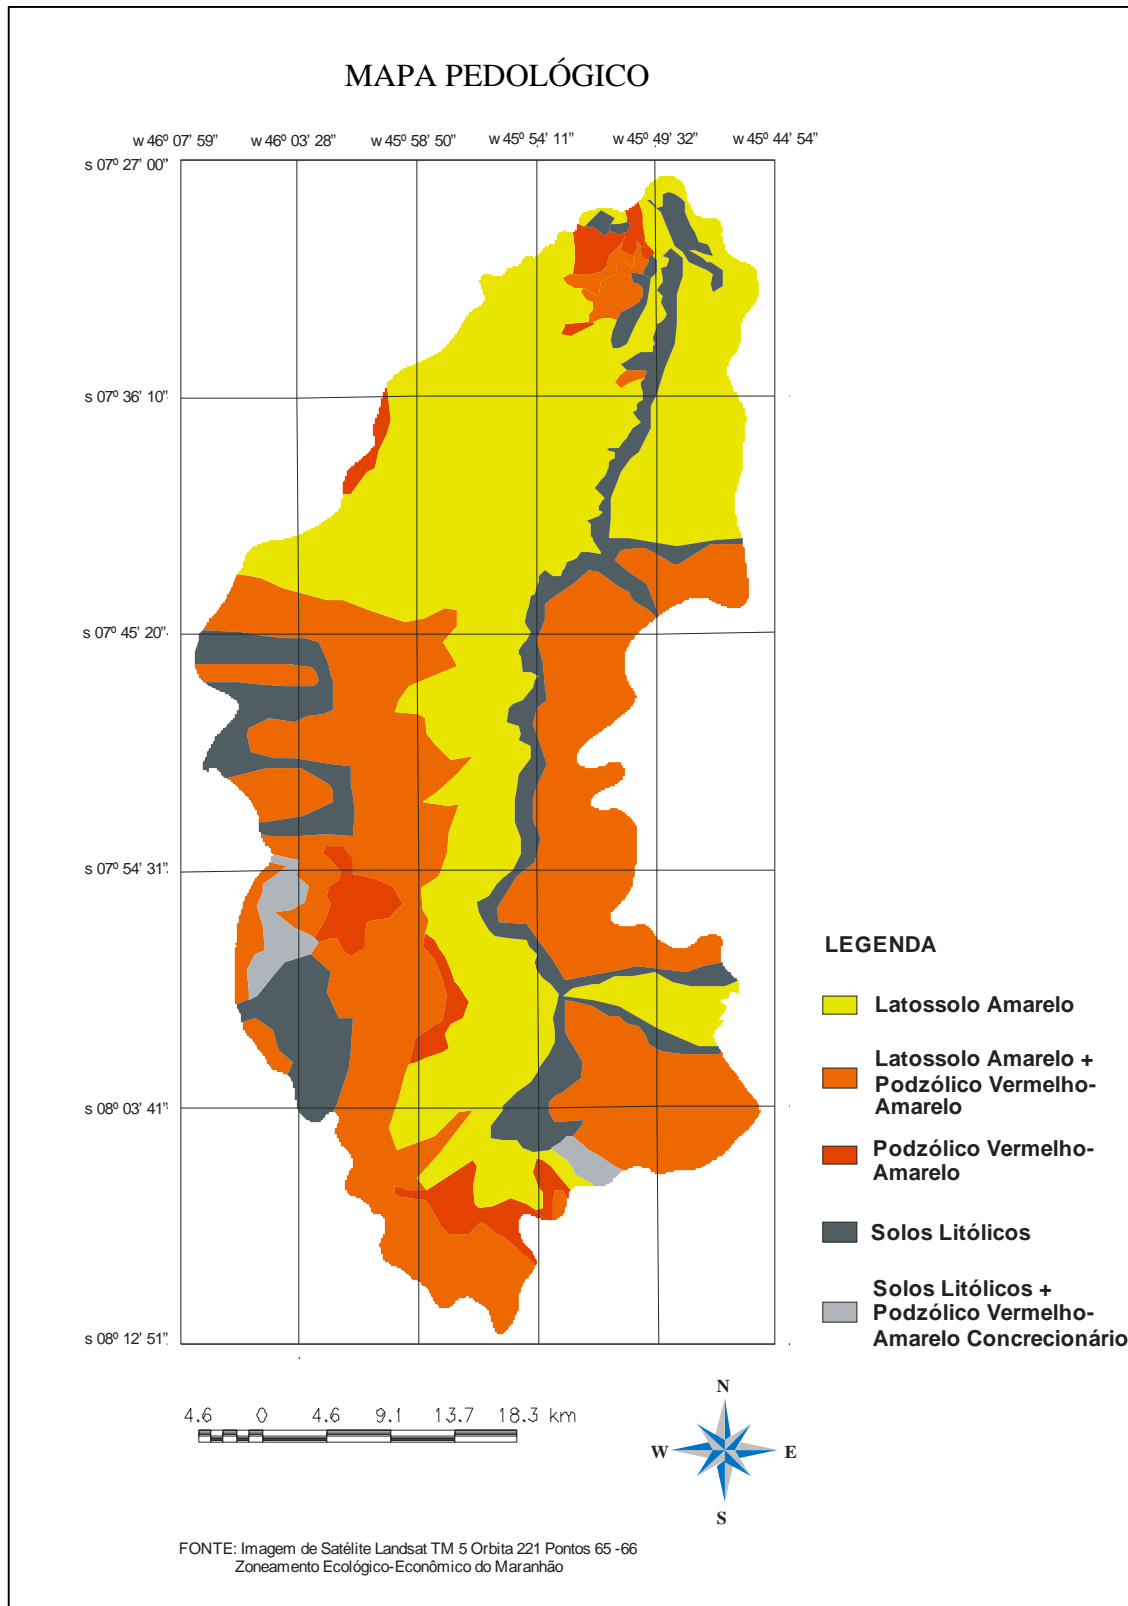 MAPA PEDOLÓGICO
w 46º 07' 59” w 46º 03' 28” w 45º 58' 50” w 45º 54' 11” w 45º 49' 32” w 45º 44' 54”
s 07º 27' 00”
s 07º 36' 10”
s 07º 45' 20”
s 07º 54' 31”
s 08º 03' 41”
s 08º 12' 51”
LEGENDA
Latossolo Amarelo
Latossolo Amarelo +
Podzólico Vermelho-
Amarelo
Podzólico Vermelho-
Amarelo
Solos Litólicos
Solos Litólicos +
Podzólico Vermelho-
Amarelo Concrecionário
4.6 0 4.6 9.1 13.7 18.3 km
N
W E
S
FONTE: Imagem de Satélite Landsat TM 5 Orbita 221 Pontos 65 -66
Zoneamento Ecológico-Econômico do Maranhão